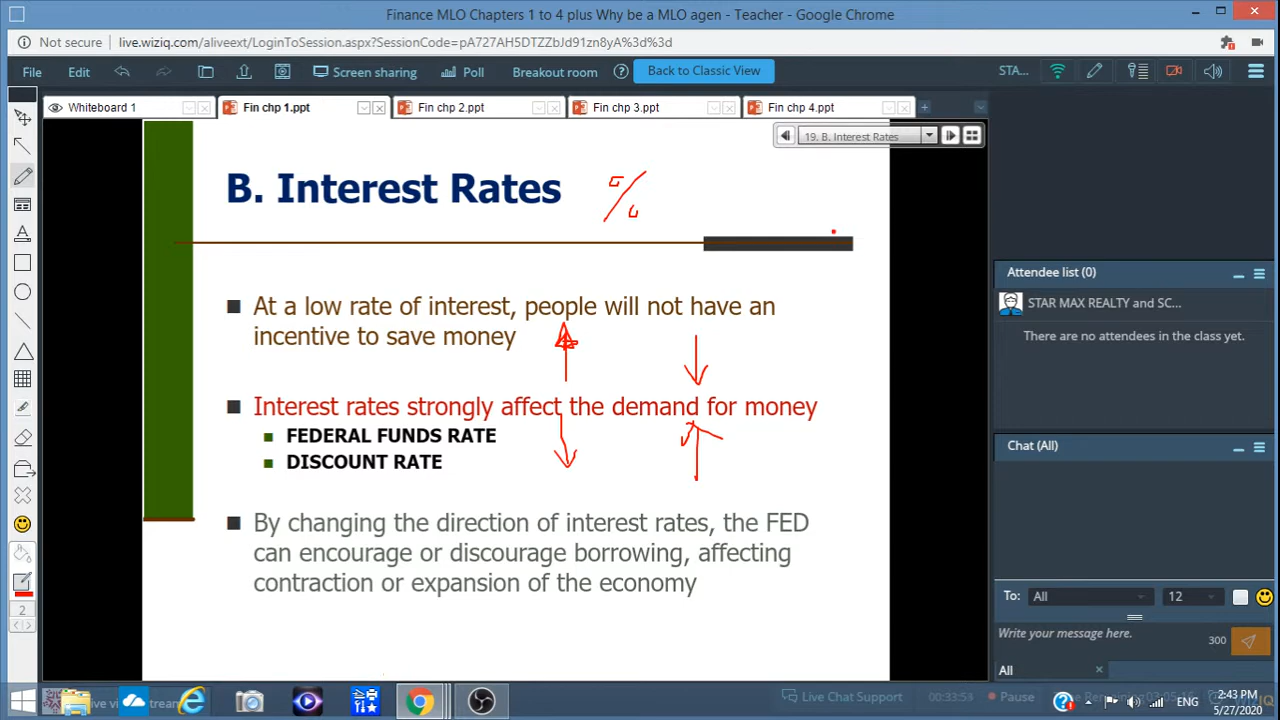 Finance MLO Chapters 1 to 4 plus Why be a MLO agen - Teacher - Google Chrome
Not secure | live.wiziq.com/aliveext/LoginToSession.aspx?SessionCode=pA727AH5DTZZbJd91zn8yA%3d%3d
File Edit Screen sharing Poll Breakout room Back to Classic View STA...
Whiteboard 1 Fin chp 1.ppt Fin chp 2.ppt Fin chp 3.ppt Fin chp 4.ppt
19. B. Interest Rates
B. Interest Rates %
At a low rate of interest, people will not have an
incentive to save money
Interest rates strongly affect the demand for money
FEDERAL FUNDS RATE
DISCOUNT RATE
By changing the direction of interest rates, the FED
can encourage or discourage borrowing, affecting
contraction or expansion of the economy
2
Attendee list (0)
STAR MAX REALTY and SC...
There are no attendees in the class yet.
Chat (All)
To: All 12
Write your message here. 300
All
Live Chat Support 00:33:53 Pause
ENG
2:43 PM
5/27/2020